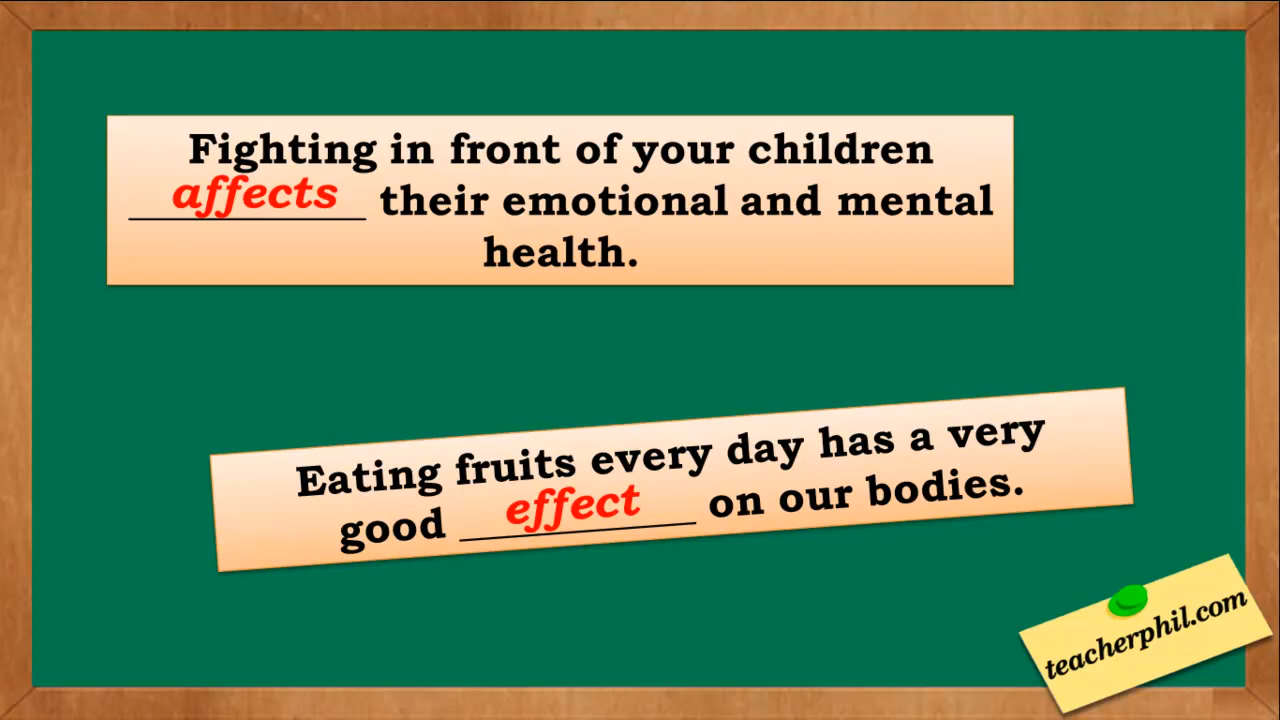 Fighting in front of your children
affects their emotional and mental
health.
Eating fruits every day has a very
good effect on our bodies.
teacherphil.com